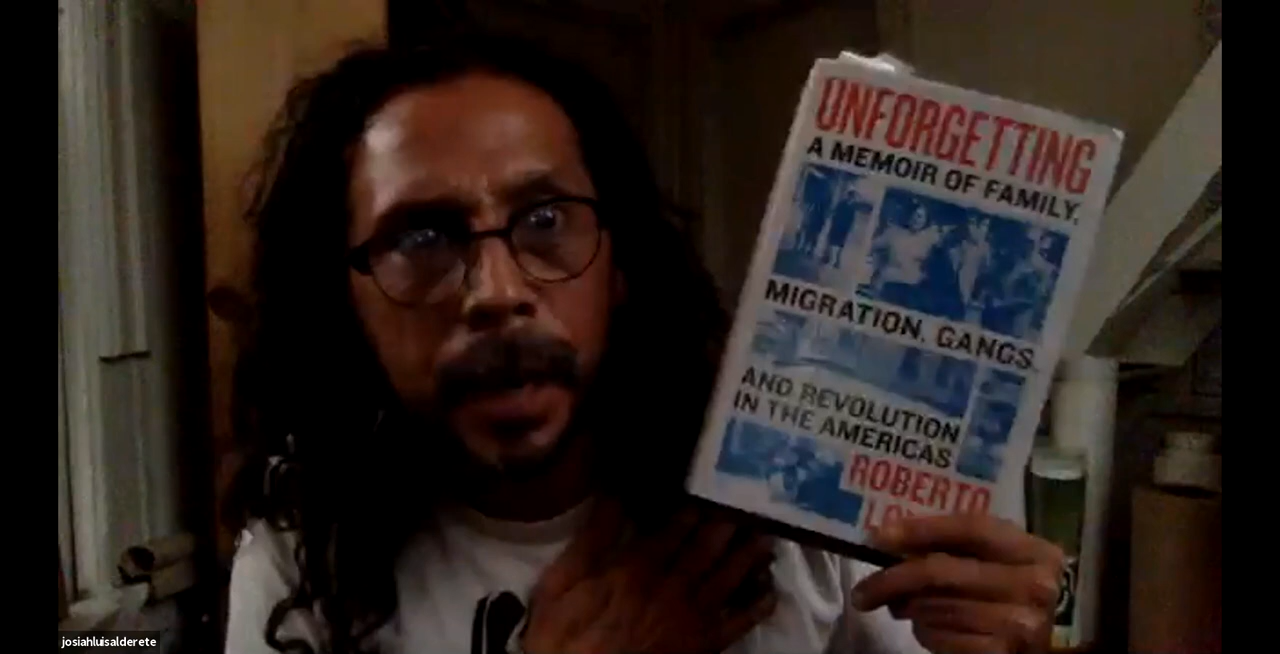 UNFORGETTING
A MEMOIR OF FAMILY,
MIGRATION, GANGS,
AND REVOLUTION
IN THE AMERICAS
ROBERTO
josiahluisalderete